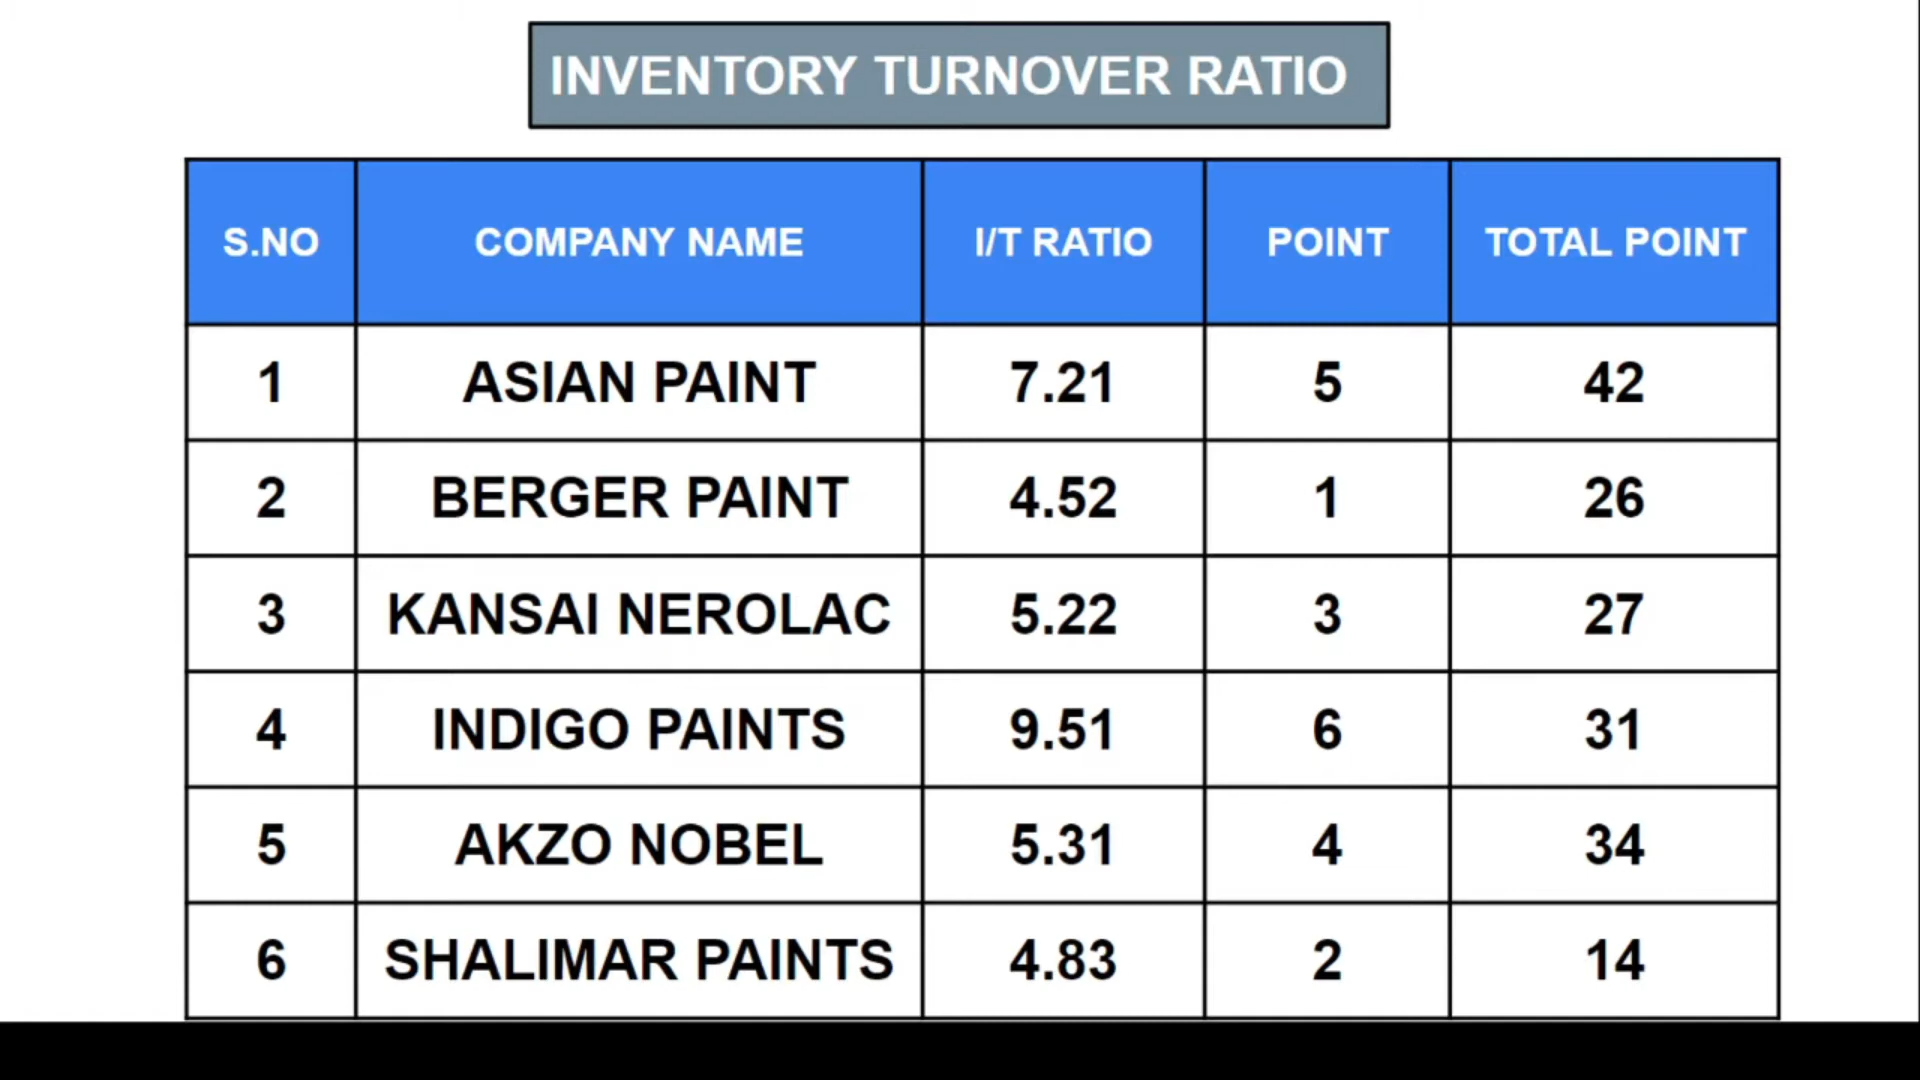 INVENTORY TURNOVER RATIO
S.NO COMPANY NAME I/T RATIO POINT TOTAL POINT
1 ASIAN PAINT 7.21 5 42
2 BERGER PAINT 4.52 1 26
3 KANSAI NEROLAC 5.22 3 27
4 INDIGO PAINTS 9.51 6 31
5 AKZO NOBEL 5.31 4 34
6 SHALIMAR PAINTS 4.83 2 14